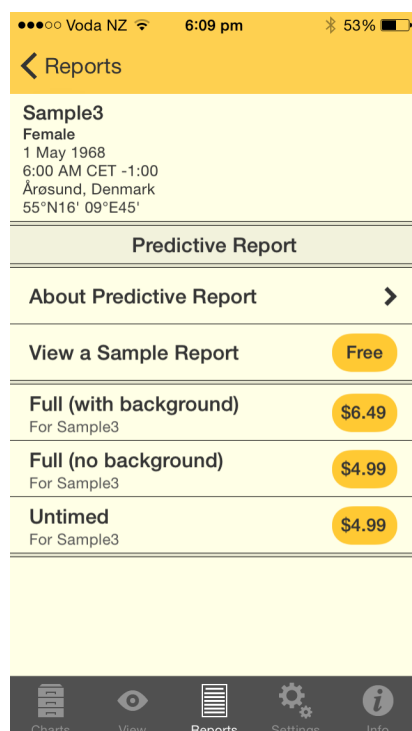 Voda NZ 6:09 pm 53%
Reports
Sample3
Female
1 May 1968
6:00 AM CET -1:00
Årøsund, Denmark
55°N16' 09°E45'
Predictive Report
About Predictive Report
View a Sample Report Free
Full (with background) $6.49
For Sample3
Full (no background) $4.99
For Sample3
Untimed $4.99
For Sample3
Charts View Reports Settings Info